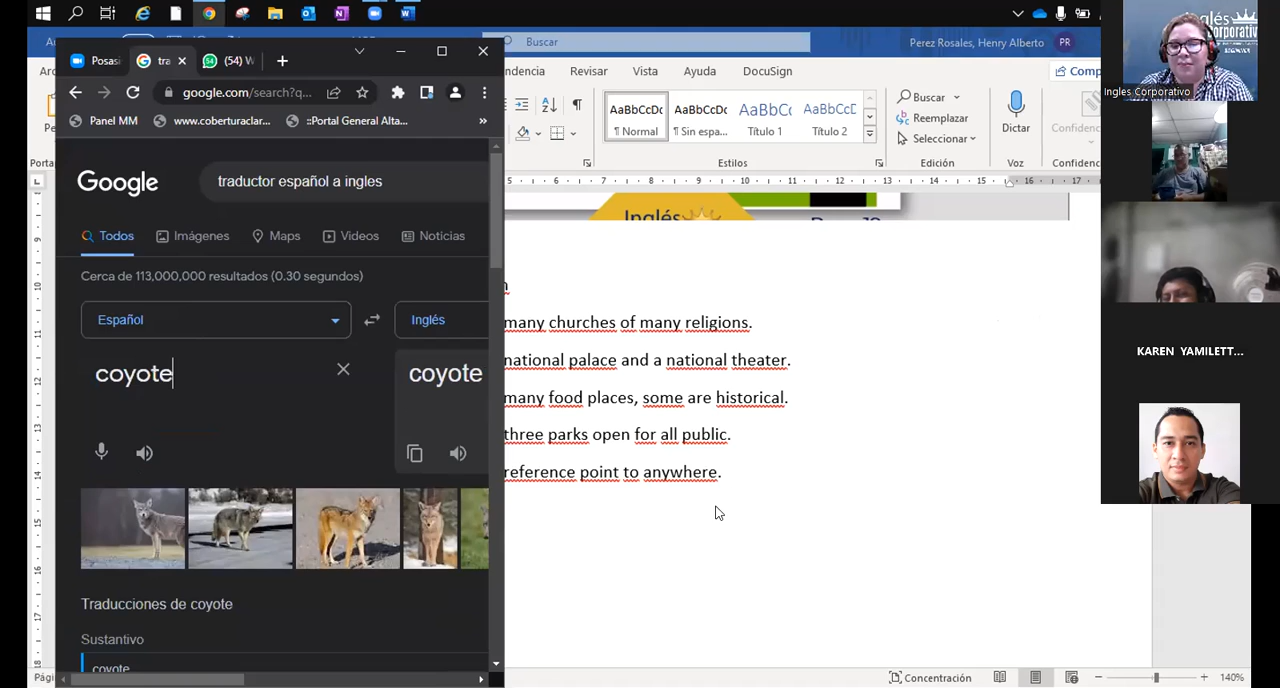 Buscar
Perez Rosales, Henry Alberto
PR
(54) W
ndencia
Revisar
Vista
Ayuda
DocuSign
google.com/search?q...
Panel MM
www.coberturaclar...
::Portal General Alta...
AaBbCcDc
¶ Normal
¶ Sin espa...
Título 1
Título 2
Buscar
Reemplazar
Seleccionar
Dictar
Estilos
Edición
Voz
Google
traductor español a ingles
Todos
Imágenes
Maps
Videos
Noticias
Cerca de 113,000,000 resultados (0.30 segundos)
Español
Inglés
coyote
coyote
Traducciones de coyote
Sustantivo
coyote
Inglés
many churches of many religions.
national palace and a national theater.
many food places, some are historical.
three parks open for all public.
reference point to anywhere.
Concentración
140%
Ingles Corporativo
KAREN YAMILETT...